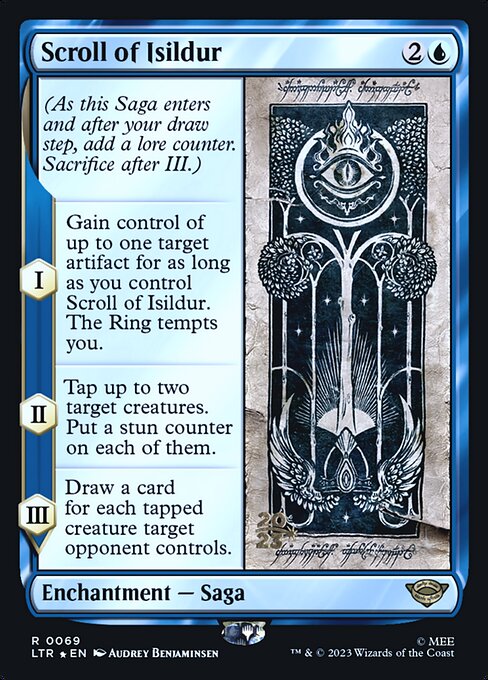 Scroll of Isildur
2
(As this Saga enters
and after your draw
step, add a lore counter.
Sacrifice after III.)
I
Gain control of
up to one target
artifact for as long
as you control
Scroll of Isildur.
The Ring tempts
you.
II
Tap up to two
target creatures.
Put a stun counter
on each of them.
III
Draw a card
for each tapped
creature target
opponent controls.
Enchantment — Saga
R 0069
LTR ★ EN AUDREY BENJAMINSEN
© MEE
™ & © 2023 Wizards of the Coast